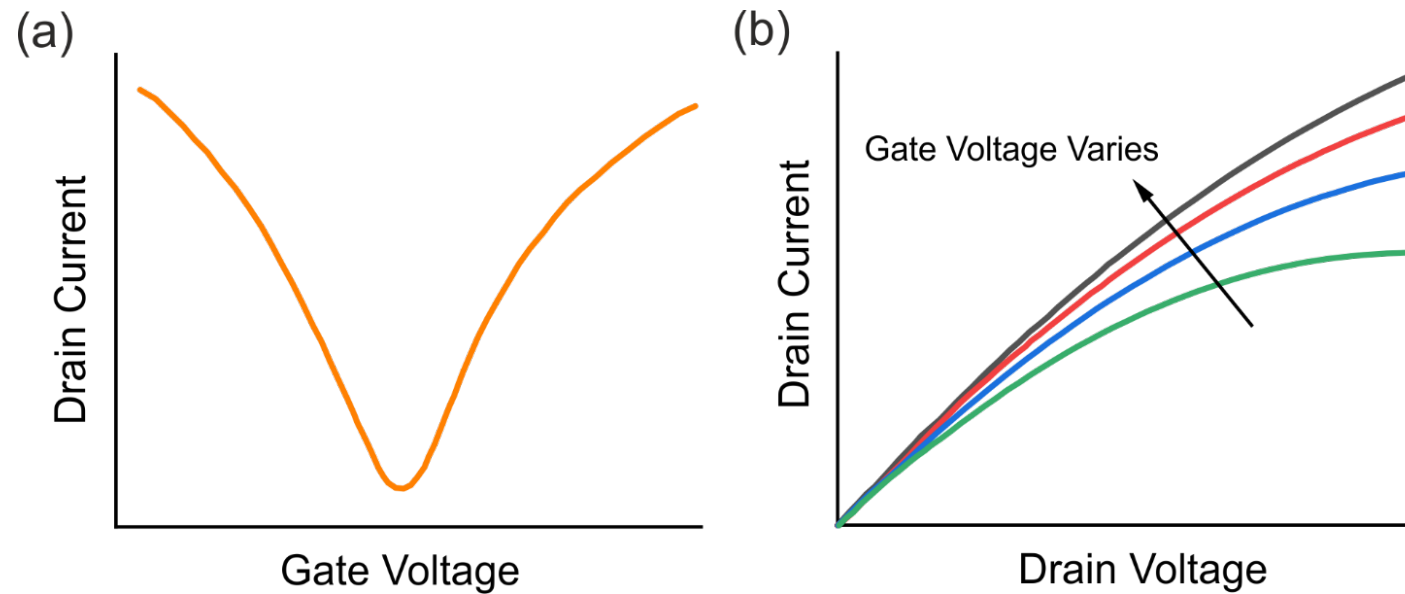 (a)
Drain Current
Gate Voltage
(b)
Gate Voltage Varies
Drain Current
Drain Voltage